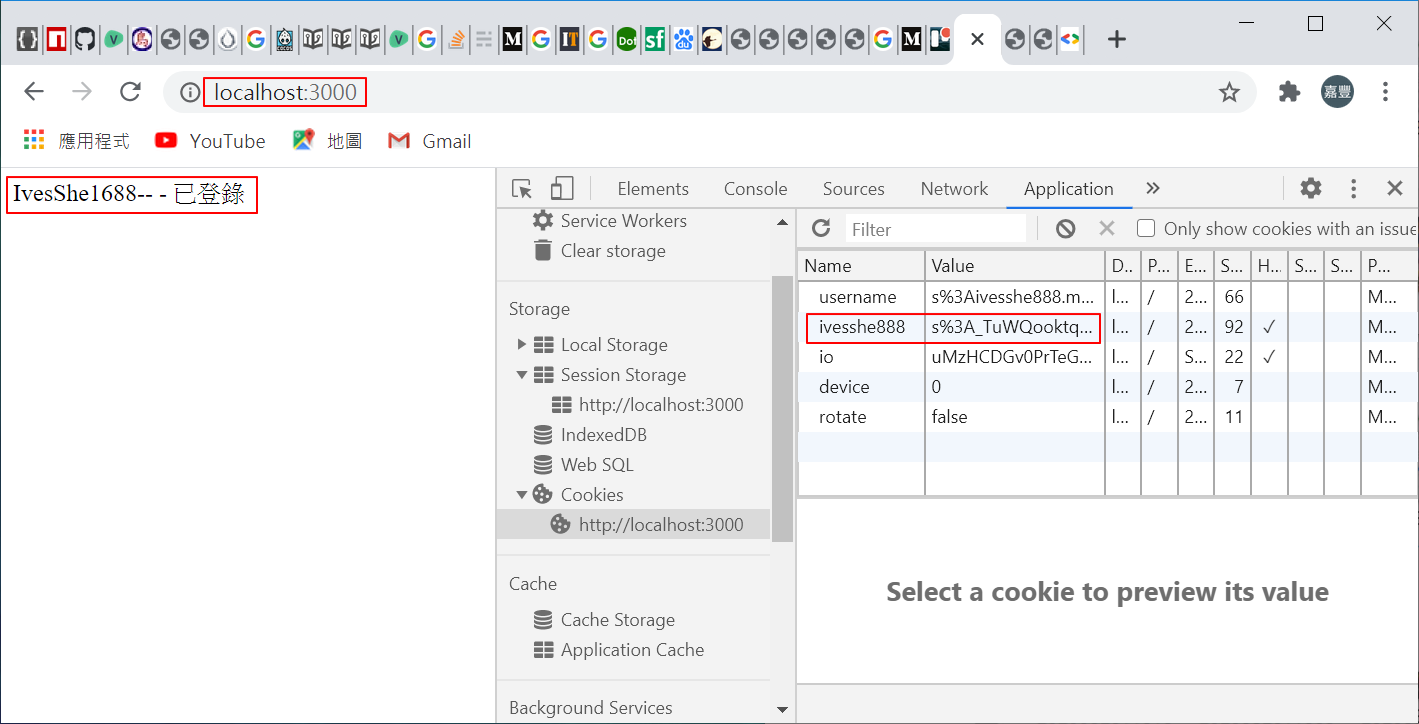 localhost:3000
嘉豐
應用程式 YouTube 地圖 Gmail
IvesShe1688-- - 已登錄
Elements Console Sources Network Application
Service Workers
Clear storage
Storage
Local Storage
Session Storage
http://localhost:3000
IndexedDB
Web SQL
Cookies
http://localhost:3000
Cache
Cache Storage
Application Cache
Background Services
Filter Only show cookies with an issue
Name Value D... P... E... S... H... S... S... P...
username s%3Aivesshe888.m... l... / 2... 66 M...
ivesshe888 s%3A_TuWQooktq... l... / 2... 92 ✓ M...
io uMzHCDGv0PrTeG... l... / S... 22 ✓ M...
device 0 l... / 2... 7 M...
rotate false l... / 2... 11 M...
Select a cookie to preview its value